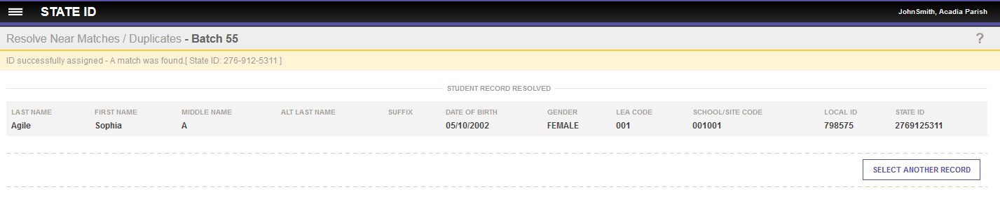 STATE ID
JohnSmith, Acadia Parish
Resolve Near Matches / Duplicates - Batch 55
?
ID successfully assigned - A match was found.[ State ID: 276-912-5311 ]
STUDENT RECORD RESOLVED
LAST NAME FIRST NAME MIDDLE NAME ALT LAST NAME SUFFIX DATE OF BIRTH GENDER LEA CODE SCHOOL/SITE CODE LOCAL ID STATE ID
Agile Sophia A 05/10/2002 FEMALE 001 001001 798575 2769125311
SELECT ANOTHER RECORD